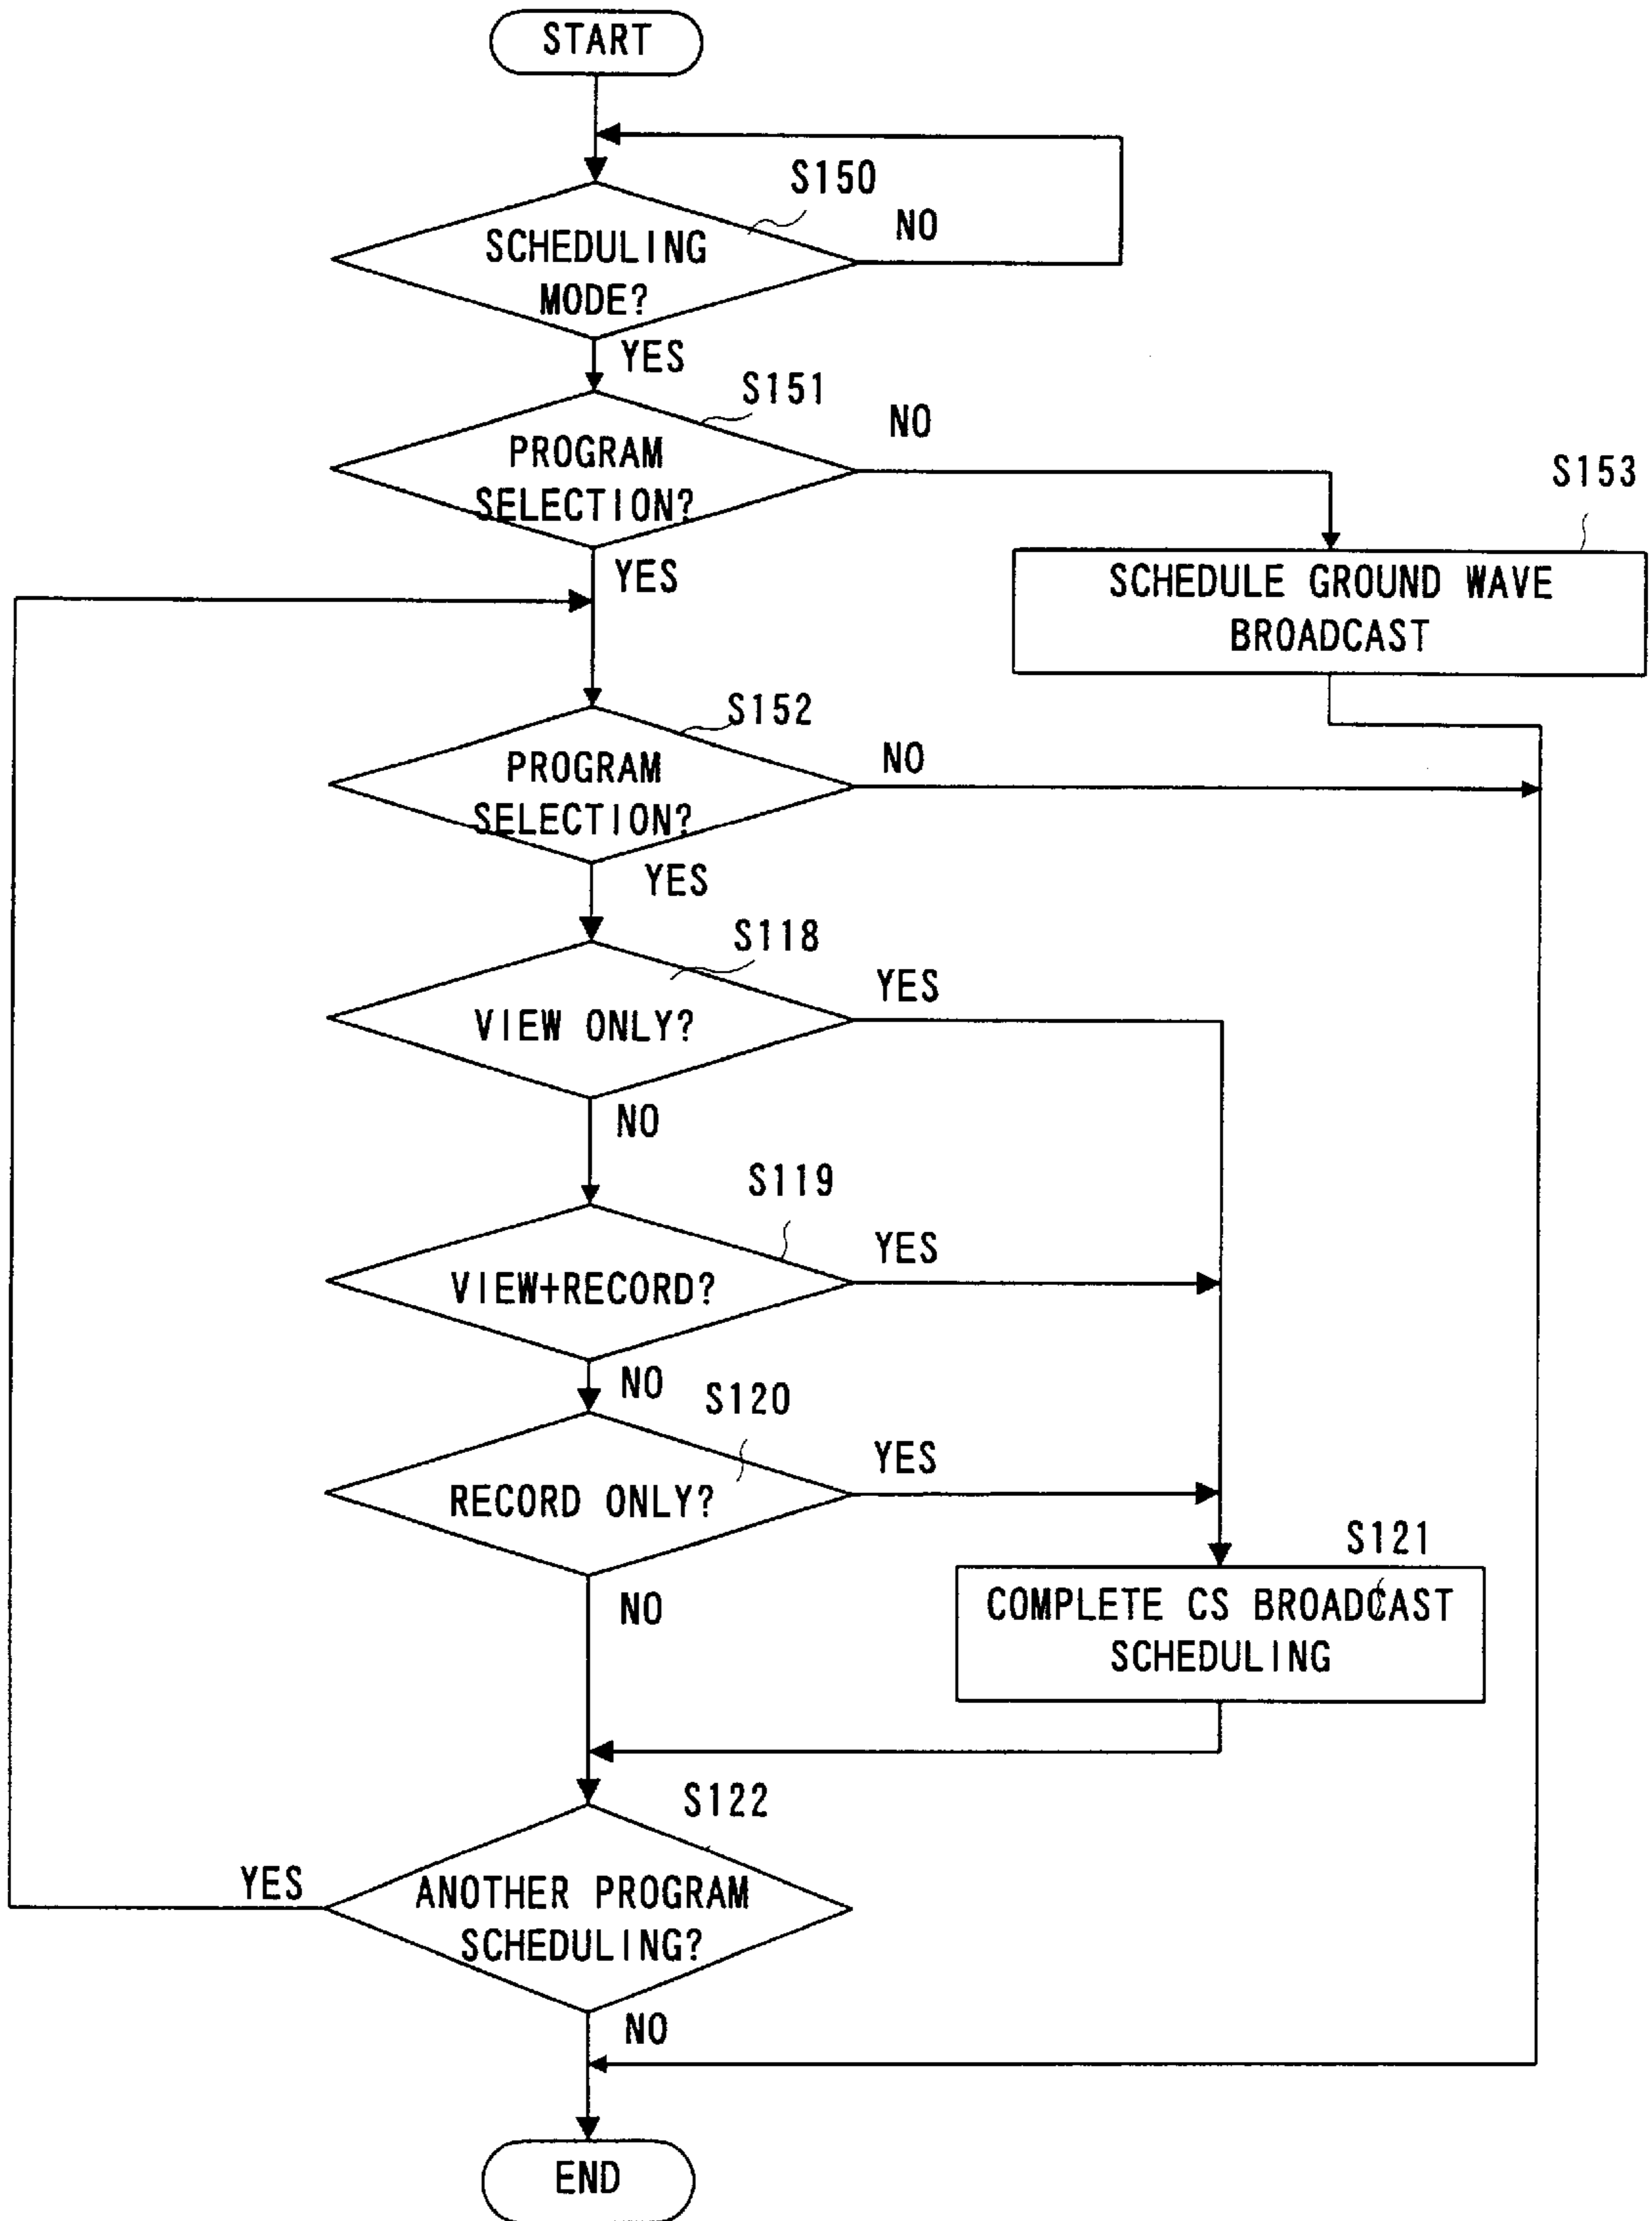 START
S150
SCHEDULING
MODE?
NO
YES
S151
PROGRAM
SELECTION?
NO
YES
S153
SCHEDULE GROUND WAVE
BROADCAST
S152
PROGRAM
SELECTION?
NO
YES
S118
VIEW ONLY?
YES
NO
S119
VIEW+RECORD?
YES
NO
S120
RECORD ONLY?
YES
NO
S121
COMPLETE CS BROADCAST
SCHEDULING
S122
ANOTHER PROGRAM
SCHEDULING?
YES
NO
END